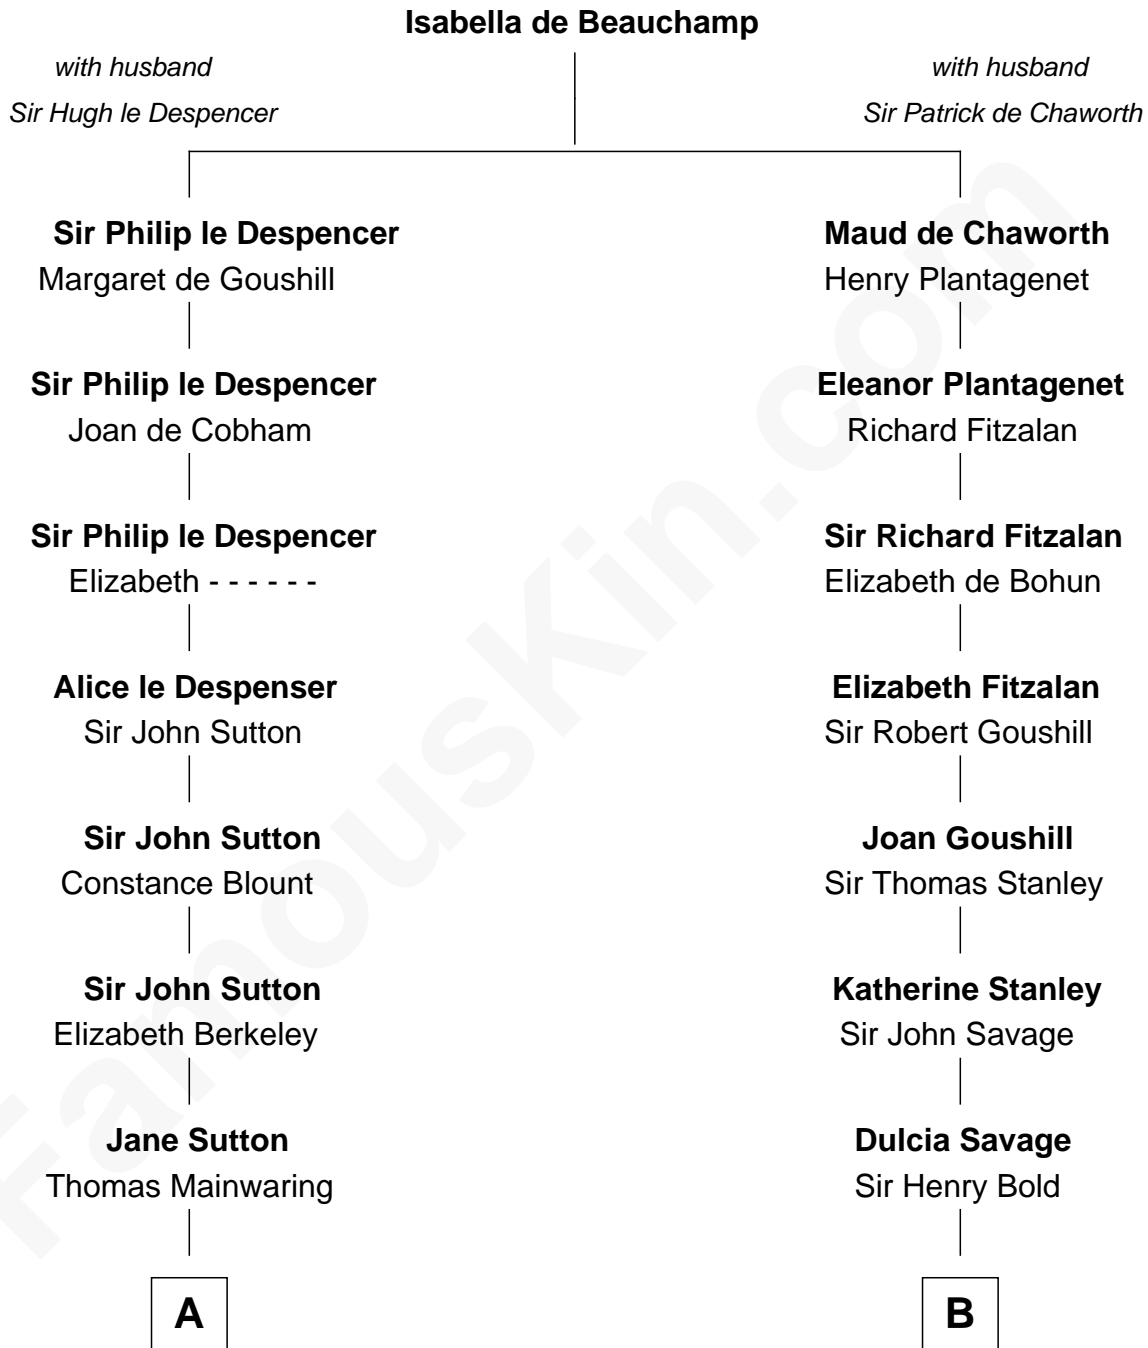 Isabella de Beauchamp
with husband
Sir Hugh le Despencer
with husband
Sir Patrick de Chaworth
Sir Philip le Despencer
Margaret de Goushill
Maud de Chaworth
Henry Plantagenet
Sir Philip le Despencer
Joan de Cobham
Eleanor Plantagenet
Richard Fitzalan
Sir Philip le Despencer
Elizabeth - - - - - -
Sir Richard Fitzalan
Elizabeth de Bohun
Alice le Despenser
Sir John Sutton
Elizabeth Fitzalan
Sir Robert Goushill
Sir John Sutton
Constance Blount
Joan Goushill
Sir Thomas Stanley
Sir John Sutton
Elizabeth Berkeley
Katherine Stanley
Sir John Savage
Jane Sutton
Thomas Mainwaring
Dulcia Savage
Sir Henry Bold
A
B
FamousKin.com